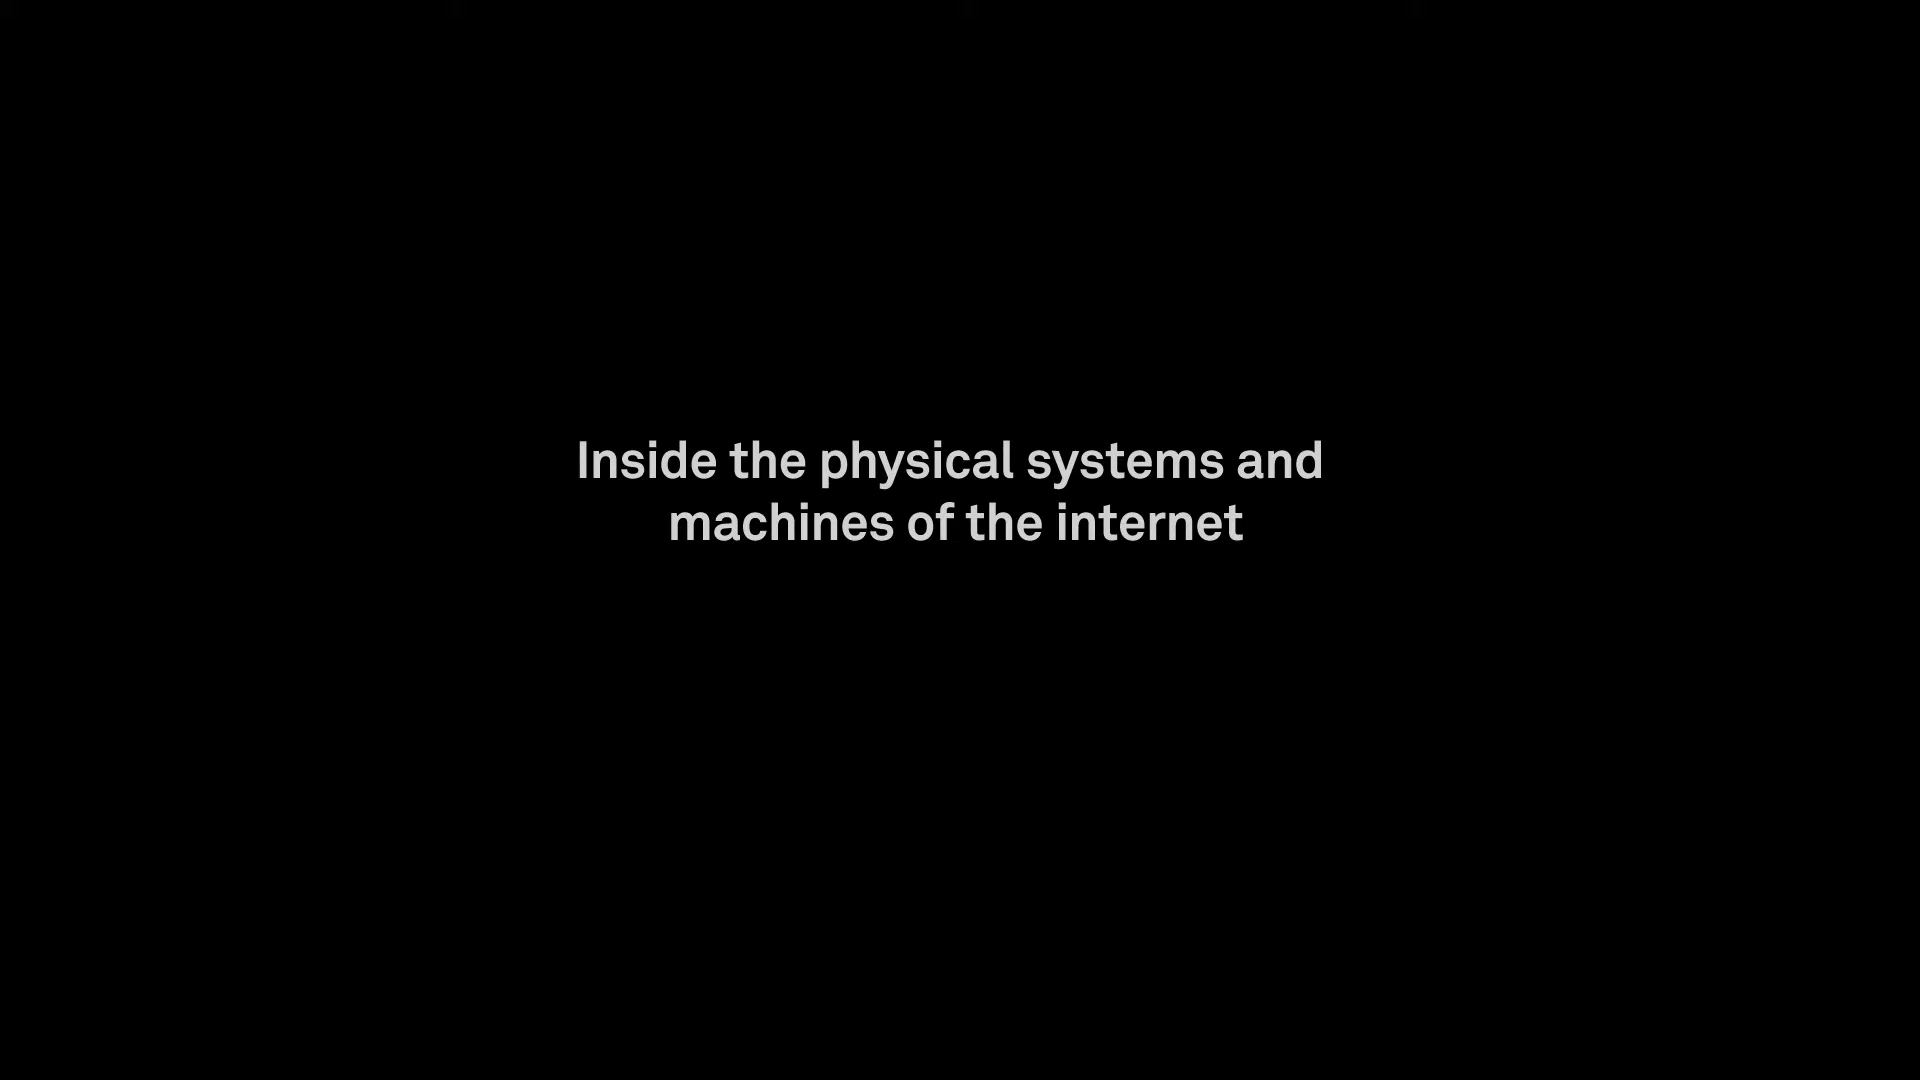 Inside the physical systems and
machines of the internet